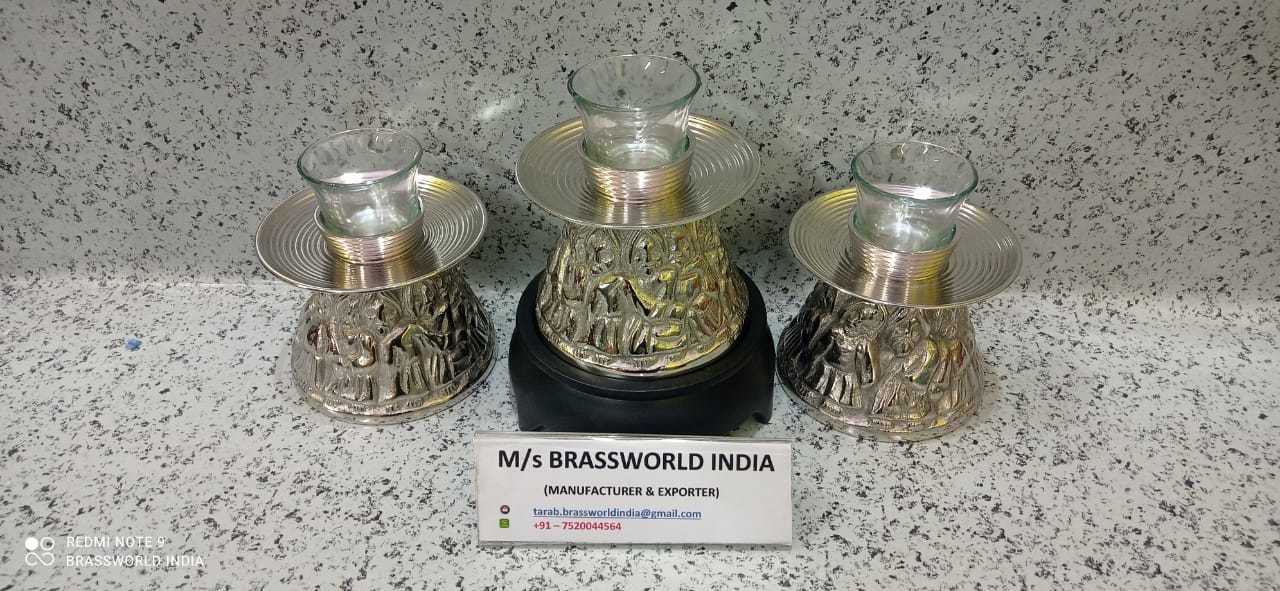 M/s BRASSWORLD INDIA
(MANUFACTURER & EXPORTER)
tarab.brassworldindia@gmail.com
+91 – 7520044564
REDMI NOTE 9
BRASSWORLD INDIA